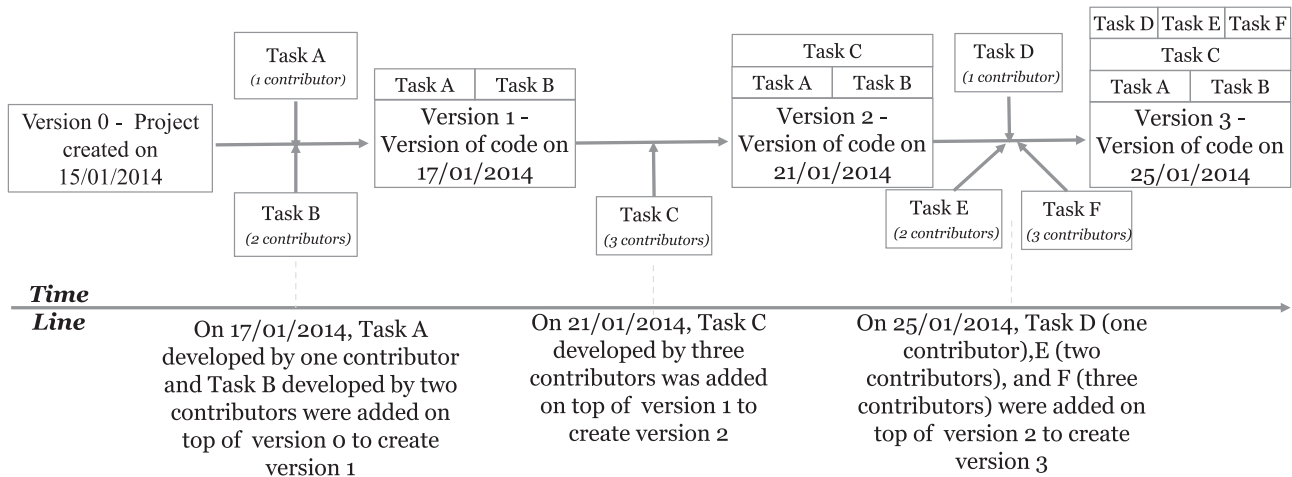 Task D Task E Task F
Task A
(1 contributor)
Task C
Task D
(1 contributor)
Task C
Task A Task B
Task A Task B
Task A Task B
Version 0 - Project
created on
15/01/2014
Version 1 -
Version of code on
17/01/2014
Version 2 -
Version of code on
21/01/2014
Version 3 -
Version of code on
25/01/2014
Task B
(2 contributors)
Task C
(3 contributors)
Task E
(2 contributors)
Task F
(3 contributors)
Time
Line
On 17/01/2014, Task A
developed by one contributor
and Task B developed by two
contributors were added on
top of version 0 to create
version 1
On 21/01/2014, Task C
developed by three
contributors was added
on top of version 1 to
create version 2
On 25/01/2014, Task D (one
contributor),E (two
contributors), and F (three
contributors) were added on
top of version 2 to create
version 3